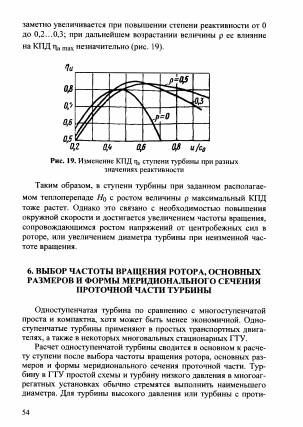 заметно увеличивается при повышении степени реактивности от 0
до 0,2...0,3; при дальнейшем возрастании величины ρ ее влияние
на КПД ηu max незначительно (рис. 19).
ηu
0,8
0,7
0,6
0,5
0,2 0,4 0,6 0,8 u/c₀
ρ=0,5
0,3
ρ=0
Рис. 19. Изменение КПД ηu ступени турбины при разных
значениях реактивности
Таким образом, в ступени турбины при заданном располагае-
мом теплоперепаде H₀ с ростом величины ρ максимальный КПД
тоже растет. Однако это связано с необходимостью повышения
окружной скорости и достигается увеличением частоты вращения,
сопровождающимся ростом напряжений от центробежных сил в
роторе, или увеличением диаметра турбины при неизменной час-
тоте вращения.
6. ВЫБОР ЧАСТОТЫ ВРАЩЕНИЯ РОТОРА, ОСНОВНЫХ
РАЗМЕРОВ И ФОРМЫ МЕРИДИОНАЛЬНОГО СЕЧЕНИЯ
ПРОТОЧНОЙ ЧАСТИ ТУРБИНЫ
Одноступенчатая турбина по сравнению с многоступенчатой
проста и компактна, хотя может быть менее экономичной. Одно-
ступенчатые турбины применяют в простых транспортных двига-
телях, а также в некоторых многовальных стационарных ГТУ.
Расчет одноступенчатой турбины сводится в основном к расче-
ту ступени после выбора частоты вращения ротора, основных раз-
меров и формы меридионального сечения проточной части. Тур-
бину в ГТУ простой схемы и турбину низкого давления в многоаг-
регатных установках обычно стремятся выполнить наименьшего
диаметра. Для турбины высокого давления или турбины с проти-
54